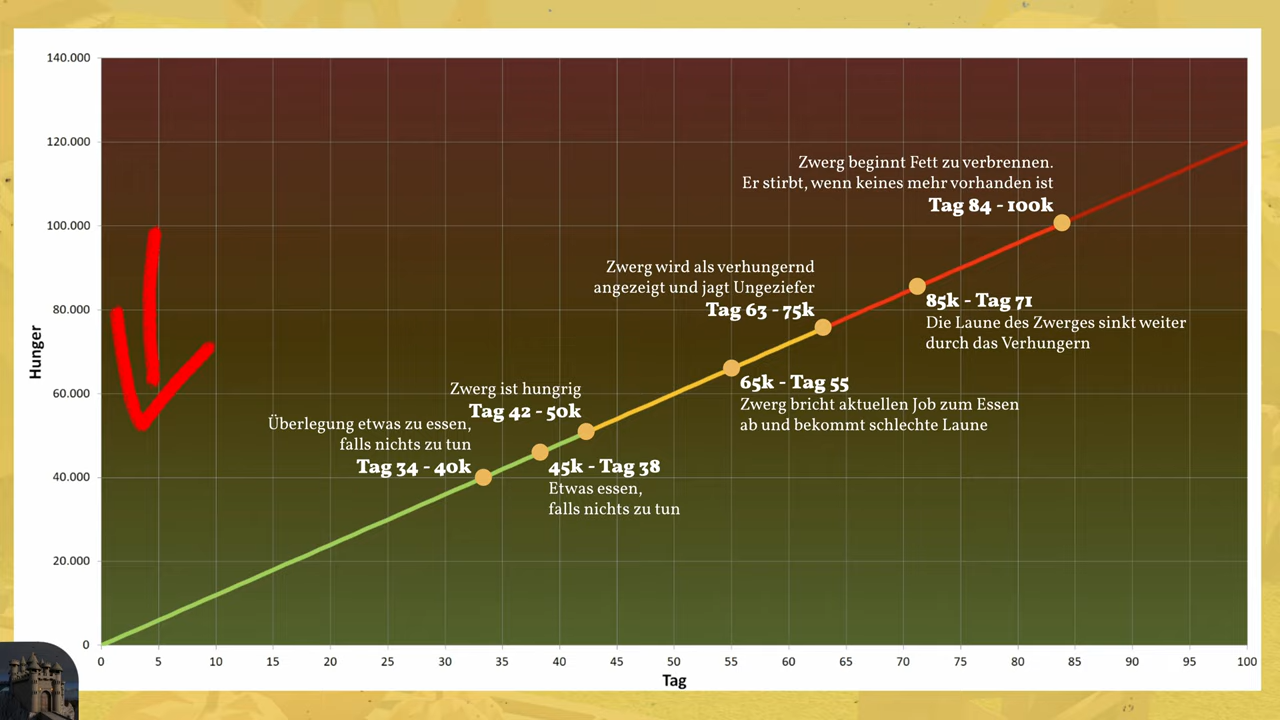 140.000
120.000
100.000
80.000
60.000
40.000
20.000
0
Hunger
Zwerg beginnt Fett zu verbrennen.
Er stirbt, wenn keines mehr vorhanden ist
Tag 84 - 100k
Zwerg wird als verhungernd
angezeigt und jagt Ungeziefer
Tag 63 - 75k
85k - Tag 71
Die Laune des Zwerges sinkt weiter
durch das Verhungern
Zwerg ist hungrig
Tag 42 - 50k
65k - Tag 55
Zwerg bricht aktuellen Job zum Essen
ab und bekommt schlechte Laune
Überlegung etwas zu essen,
falls nichts zu tun
Tag 34 - 40k
45k - Tag 38
Etwas essen,
falls nichts zu tun
0 5 10 15 20 25 30 35 40 45 50 55 60 65 70 75 80 85 90 95 100
Tag